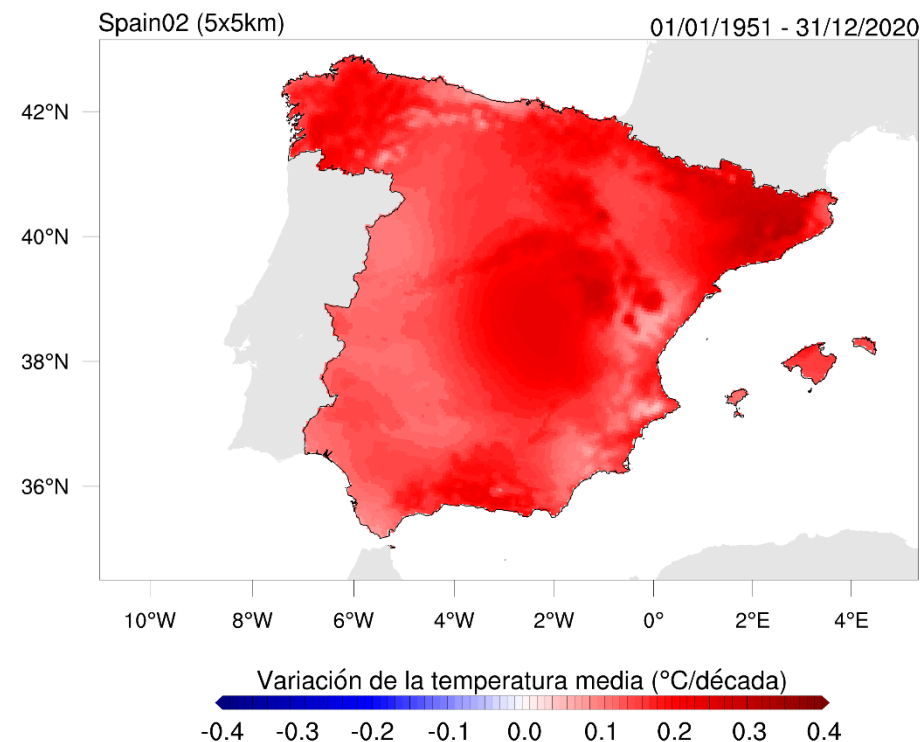 Spain02 (5x5km)
01/01/1951 - 31/12/2020
42°N
40°N
38°N
36°N
10°W 8°W 6°W 4°W 2°W 0° 2°E 4°E
Variación de la temperatura media (°C/década)
-0.4 -0.3 -0.2 -0.1 0.0 0.1 0.2 0.3 0.4